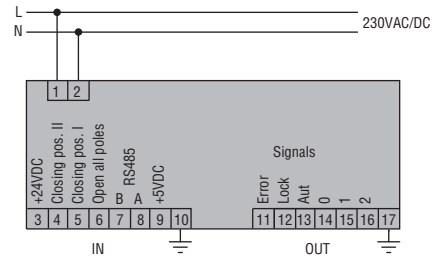 L
N
230VAC/DC
1 2
+24VDC
Closing pos. II
Closing pos. I
Open all poles
RS485
B A
+5VDC
Signals
Error
Lock
Aut
0
1
2
3 4 5 6 7 8 9 10
11 12 13 14 15 16 17
IN
OUT